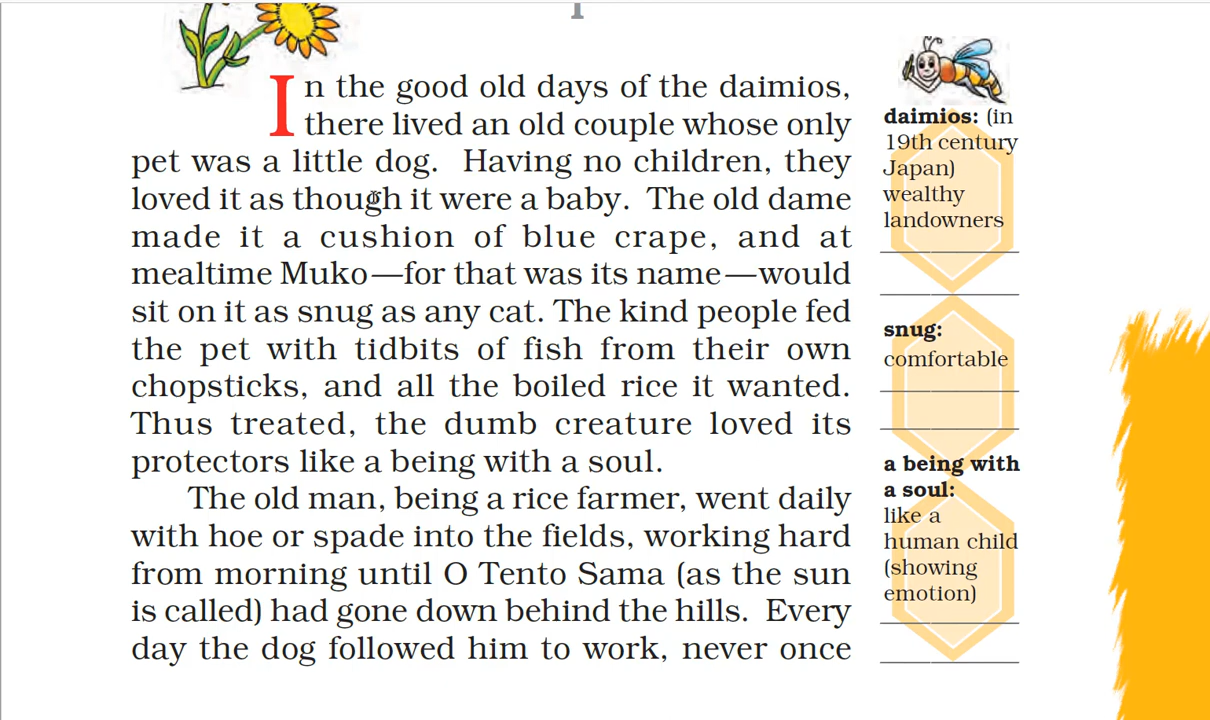 In the good old days of the daimios,
there lived an old couple whose only
pet was a little dog. Having no children, they
loved it as though it were a baby. The old dame
made it a cushion of blue crape, and at
mealtime Muko—for that was its name—would
sit on it as snug as any cat. The kind people fed
the pet with tidbits of fish from their own
chopsticks, and all the boiled rice it wanted.
Thus treated, the dumb creature loved its
protectors like a being with a soul.
The old man, being a rice farmer, went daily
with hoe or spade into the fields, working hard
from morning until O Tento Sama (as the sun
is called) had gone down behind the hills. Every
day the dog followed him to work, never once
daimios: (in
19th century
Japan)
wealthy
landowners
snug:
comfortable
a being with
a soul:
like a
human child
(showing
emotion)